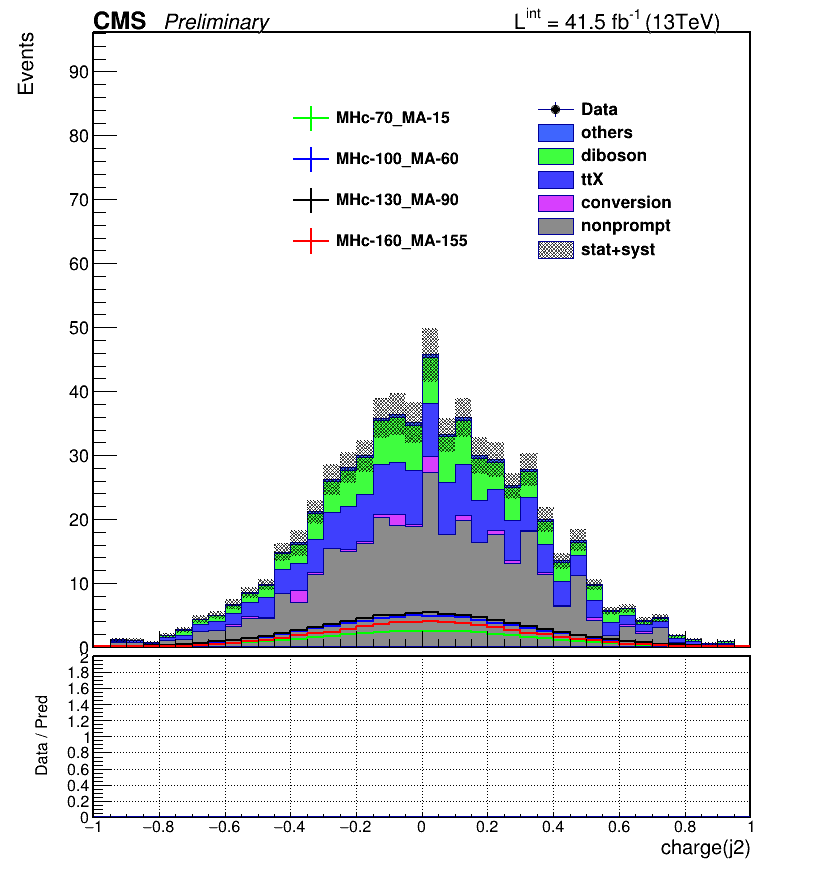 CMS Preliminary L^int = 41.5 fb^-1 (13TeV)
Events
90
80
70
60
50
40
30
20
10
0
MHc-70_MA-15
MHc-100_MA-60
MHc-130_MA-90
MHc-160_MA-155
Data
others
diboson
ttX
conversion
nonprompt
stat+syst
Data / Pred
2
1.8
1.6
1.4
1.2
1
0.8
0.6
0.4
0.2
0
−1 −0.8 −0.6 −0.4 −0.2 0 0.2 0.4 0.6 0.8 1
charge(j2)